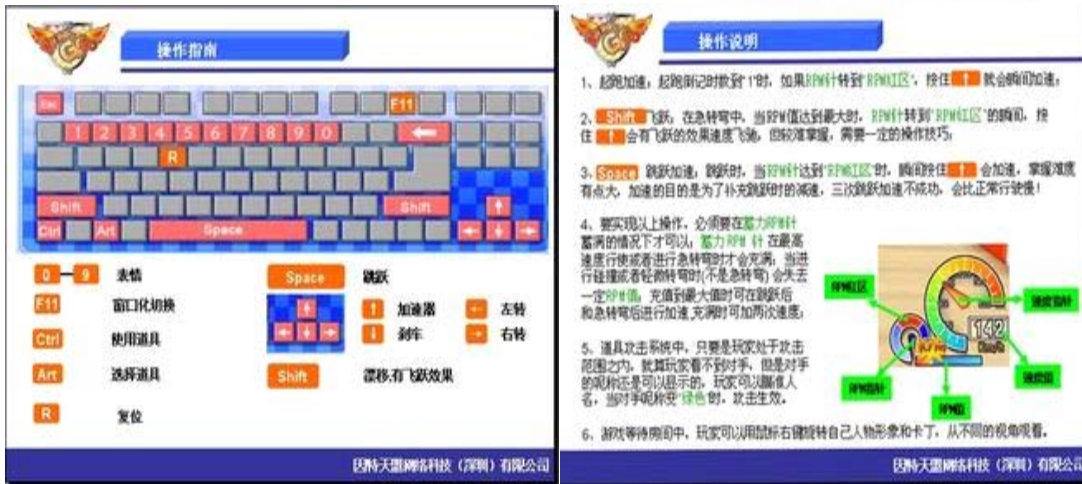 操作指南
Esc F11
1 2 3 4 5 6 7 8 9 0
R
Shift Shift
Ctrl Art Space
0 — 9 表情
F11 窗口化切换
Ctrl 使用道具
Art 选择道具
R 复位
Space 跳跃
↑ 加速器 ← 左转
↓ 刹车 → 右转
Shift 漂移,有飞跃效果
因特天盟网络科技（深圳）有限公司
操作说明
1、起跑加速：起跑倒记时数到"1"时，如果RPM针转到"RPM红区"，按住 ↑ 就会瞬间加速；
2、Shift 飞跃：在急转弯中，当RPM值达到最大时，RPM针转到"RPM红区"的瞬间，按
住 ↑ 会有飞跃的效果速度飞驰，但较难掌握，需要一定的操作技巧；
3、Space 跳跃加速：跳跃时，当RPM针达到"RPM红区"时，瞬间按住 ↑ 会加速，掌握难度
有点大，加速的目的是为了补充跳跃时的减速，三次跳跃加速不成功，会比正常行驶慢！
4、要实现以上操作，必须要在蓄力RPM针
蓄满的情况下才可以；蓄力 RPM 针 在最高
速度行使或者进行急转弯时才会充满；当进
行碰撞或者轻微转弯时(不是急转弯)会失去
一定RPM值；充值到最大值时可在跳跃后
和急转弯后进行加速,充满时可加两次速度；
5、道具攻击系统中，只要是玩家处于攻击
范围之内，就算玩家看不到对手，但是对手
的昵称还是可以显示的，玩家可以瞄准人
名，当对手昵称变"绿色"时，攻击生效。
6、游戏等待房间中，玩家可以用鼠标右键旋转自己人物形象和卡丁，从不同的视角观看。
RPM红区
速度指针
142
Km/h
速度值
RPM指针
RPM值
因特天盟网络科技（深圳）有限公司